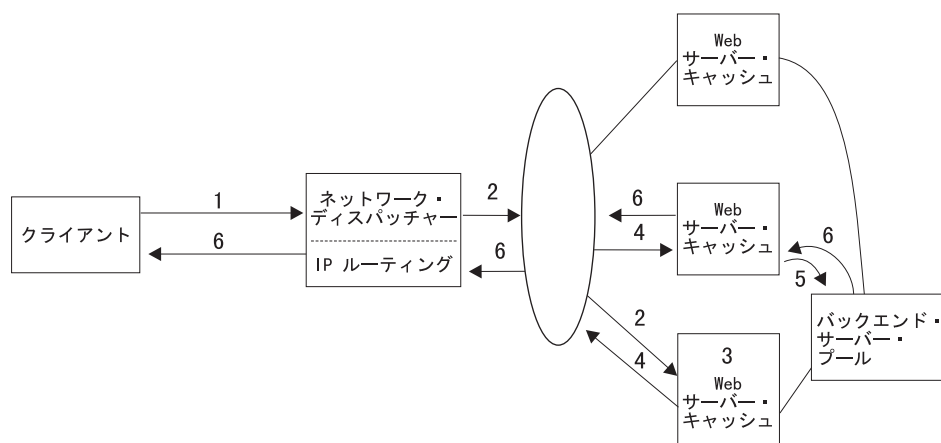 Web
サーバー・
キャッシュ
クライアント
1
6
ネットワーク・
ディスパッチャー
IP ルーティング
2
6
6
4
Web
サーバー・
キャッシュ
6
5
2
4
3
Web
サーバー・
キャッシュ
バックエンド・
サーバー・
プール